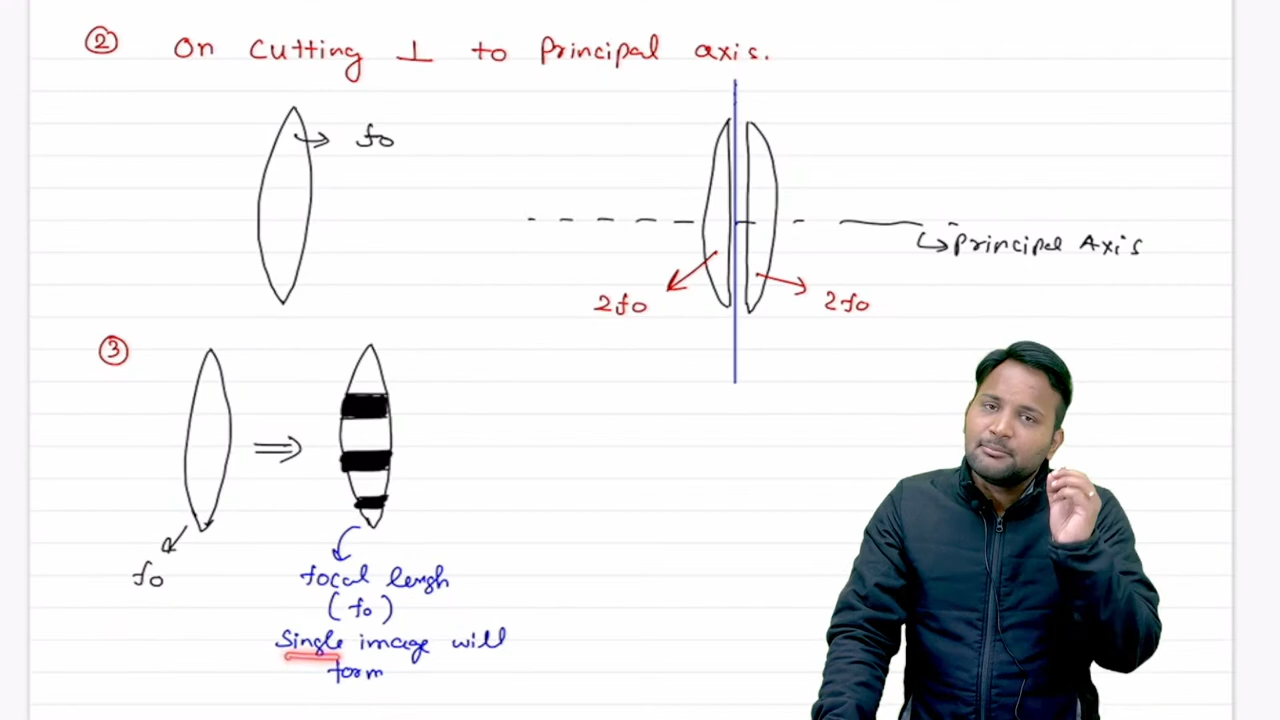 ② On Cutting ⊥ to Principal axis.
fo
Principal Axis
2fo
2fo
③
fo
focal lengh
(fo)
Single image will
form